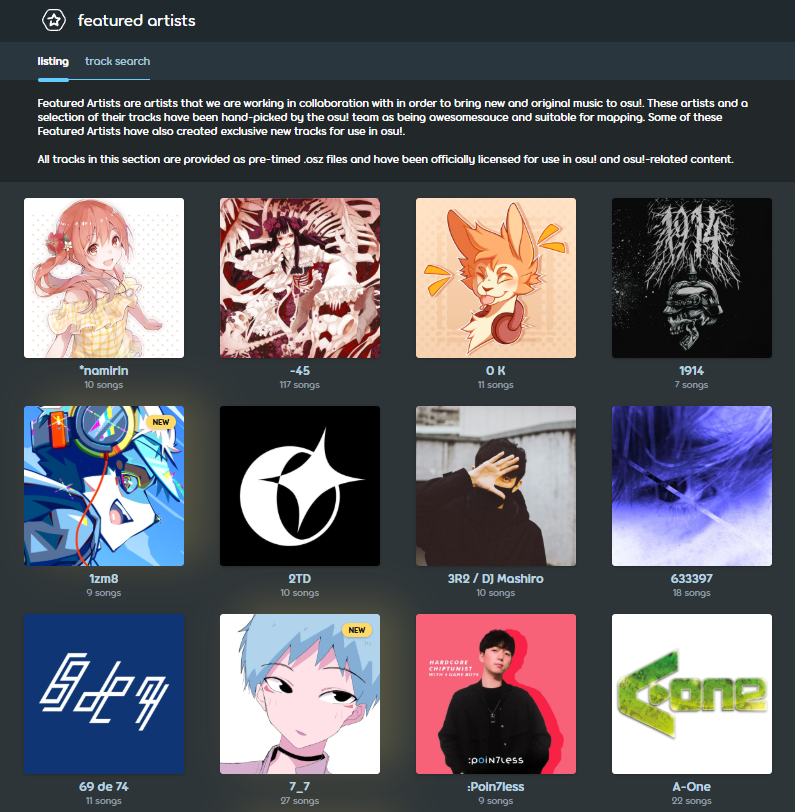 featured artists
listing track search
Featured Artists are artists that we are working in collaboration with in order to bring new and original music to osu!. These artists and a
selection of their tracks have been hand-picked by the osu! team as being awesomesauce and suitable for mapping. Some of these
Featured Artists have also created exclusive new tracks for use in osu!.
All tracks in this section are provided as pre-timed .osz files and have been officially licensed for use in osu! and osu!-related content.
1914
*namirin -45 O K 1914
10 songs 117 songs 11 songs 7 songs
NEW
1zm8 2TD 3R2 / DJ Mashiro 633397
9 songs 10 songs 10 songs 18 songs
NEW
HARDCORE
CHIPTUNIST
WITH 3 GAME BOYS
69 de 74
A-One
:Poin7less
69 de 74 7_7 :Poin7less A-One
11 songs 27 songs 9 songs 22 songs